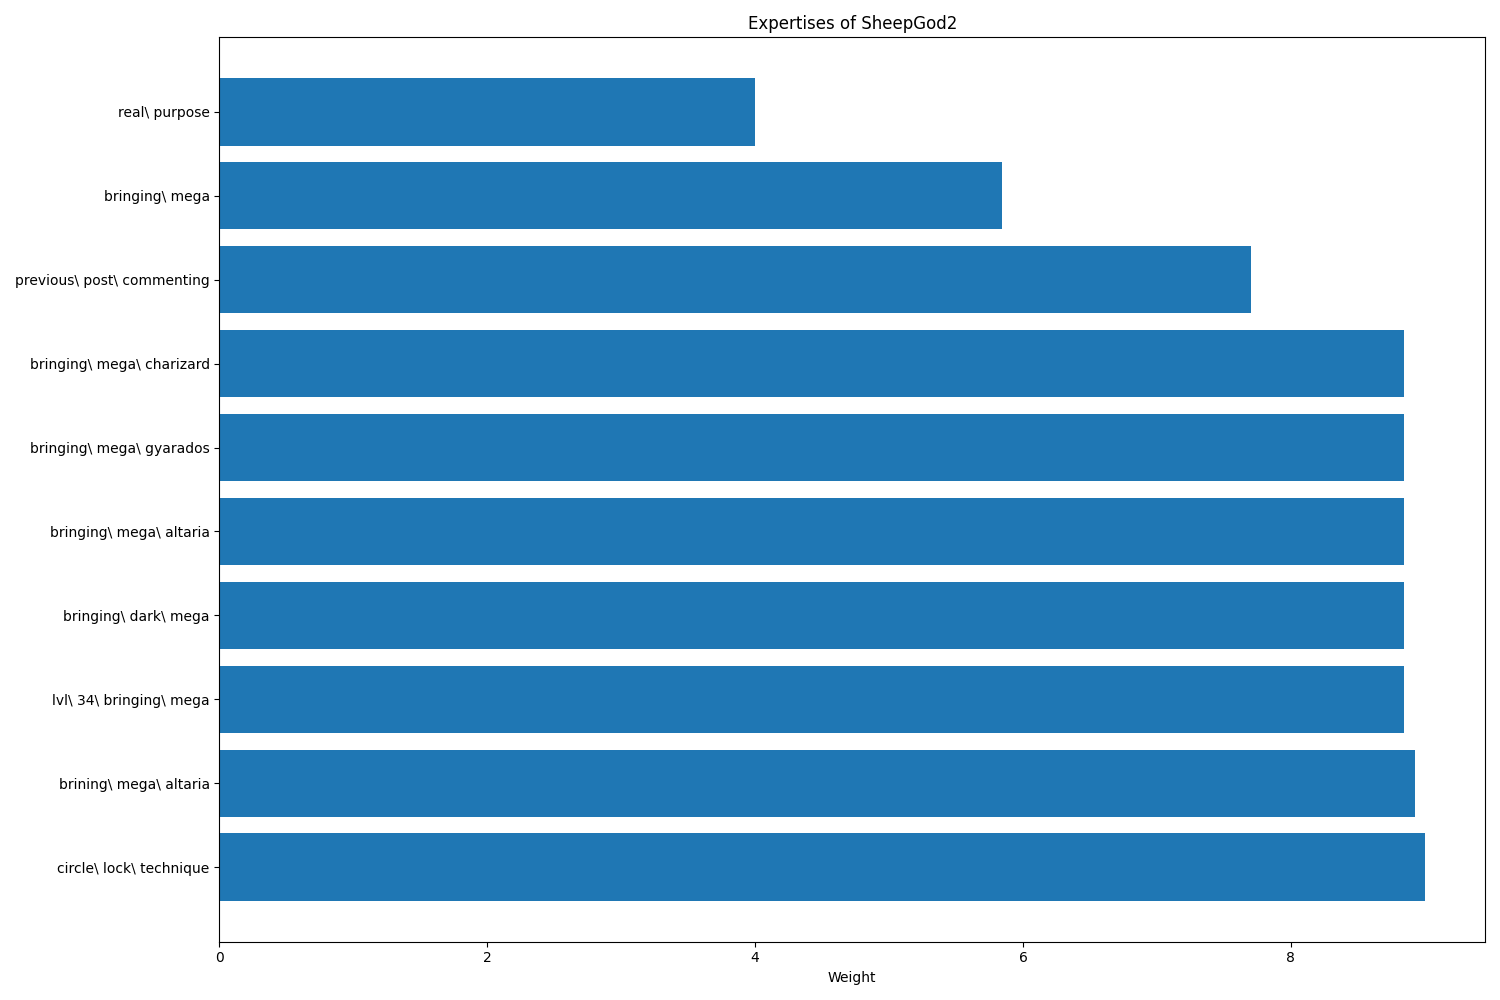 Expertises of SheepGod2
real\ purpose
bringing\ mega
previous\ post\ commenting
bringing\ mega\ charizard
bringing\ mega\ gyarados
bringing\ mega\ altaria
bringing\ dark\ mega
lvl\ 34\ bringing\ mega
brining\ mega\ altaria
circle\ lock\ technique
0 2 4 6 8
Weight